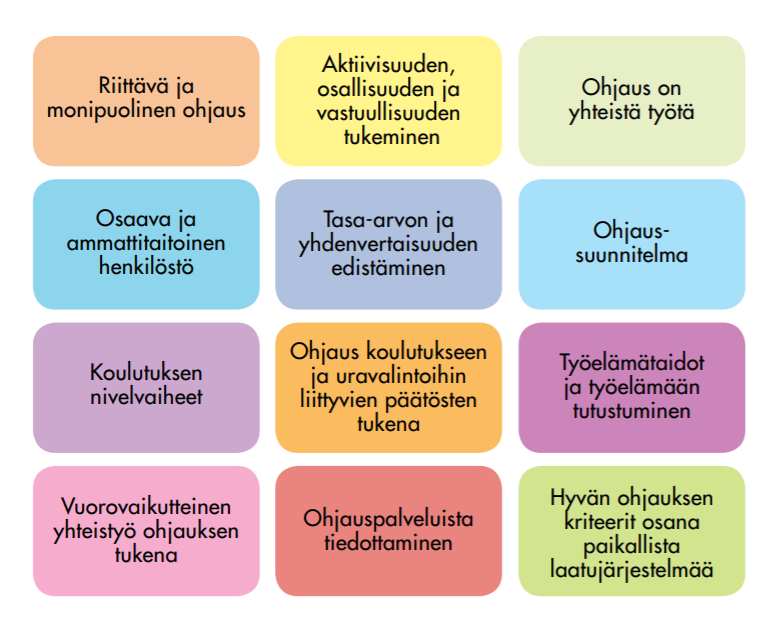 Riittävä ja
monipuolinen ohjaus
Aktiivisuuden,
osallisuuden ja
vastuullisuuden
tukeminen
Ohjaus on
yhteistä työtä
Osaava ja
ammattitaitoinen
henkilöstö
Tasa-arvon ja
yhdenvertaisuuden
edistäminen
Ohjaus-
suunnitelma
Koulutuksen
nivelvaiheet
Ohjaus koulutukseen
ja uravalintoihin
liittyvien päätösten
tukena
Työelämätaidot
ja työelämään
tutustuminen
Vuorovaikutteinen
yhteistyö ohjauksen
tukena
Ohjauspalveluista
tiedottaminen
Hyvän ohjauksen
kriteerit osana
paikallista
laatujärjestelmää